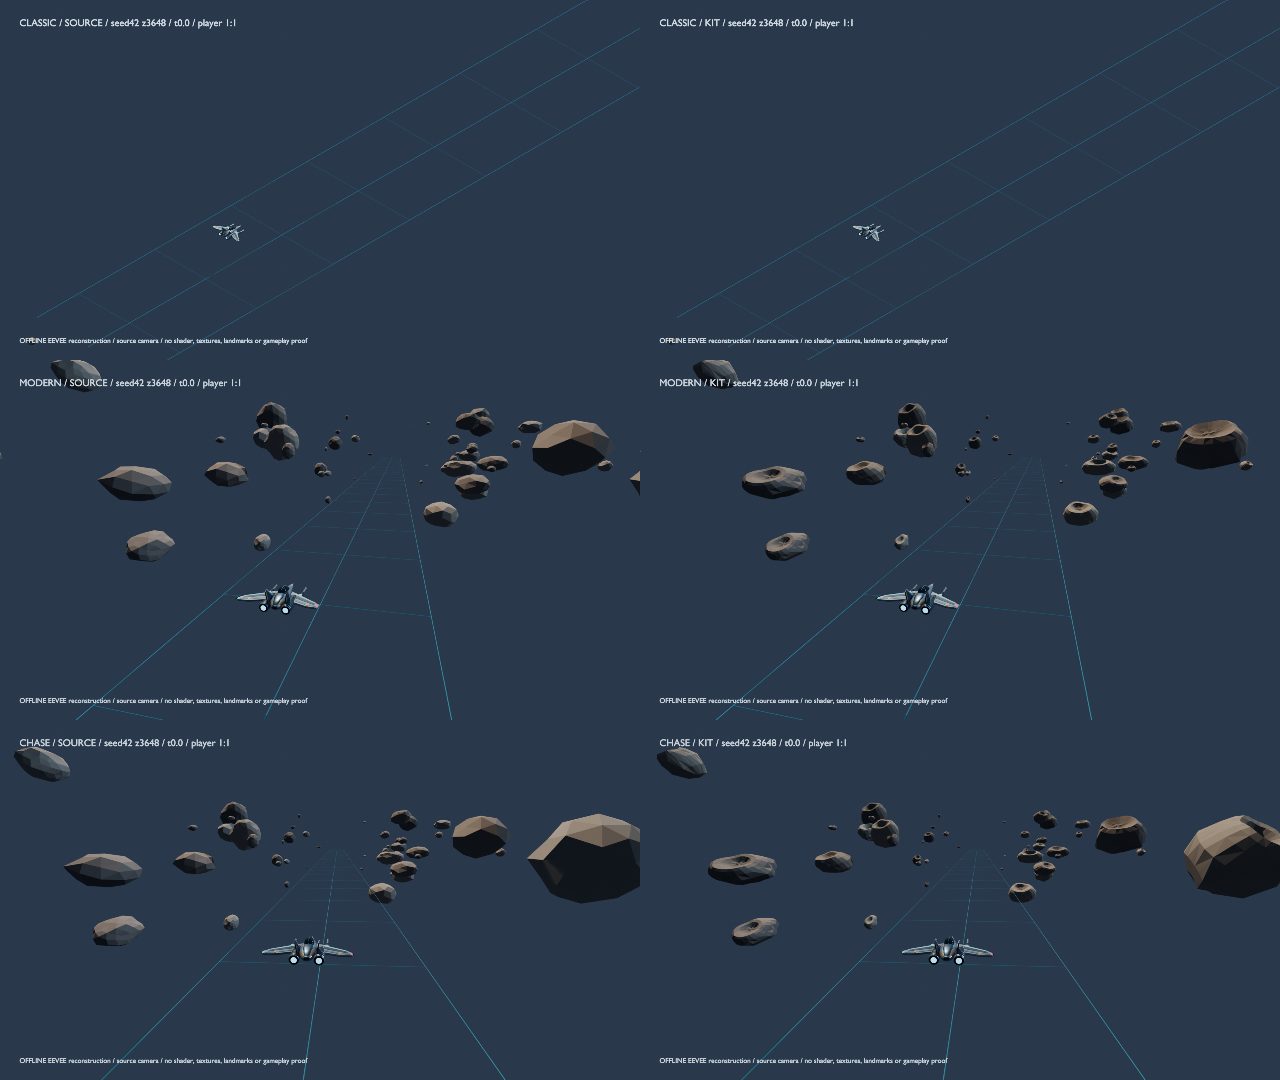 CLASSIC / SOURCE / seed42 z3648 / t0.0 / player 1:1
CLASSIC / KIT / seed42 z3648 / t0.0 / player 1:1
OFFLINE EEVEE reconstruction / source camera / no shader, textures, landmarks or gameplay proof
OFFLINE EEVEE reconstruction / source camera / no shader, textures, landmarks or gameplay proof
MODERN / SOURCE / seed42 z3648 / t0.0 / player 1:1
MODERN / KIT / seed42 z3648 / t0.0 / player 1:1
OFFLINE EEVEE reconstruction / source camera / no shader, textures, landmarks or gameplay proof
OFFLINE EEVEE reconstruction / source camera / no shader, textures, landmarks or gameplay proof
CHASE / SOURCE / seed42 z3648 / t0.0 / player 1:1
CHASE / KIT / seed42 z3648 / t0.0 / player 1:1
OFFLINE EEVEE reconstruction / source camera / no shader, textures, landmarks or gameplay proof
OFFLINE EEVEE reconstruction / source camera / no shader, textures, landmarks or gameplay proof